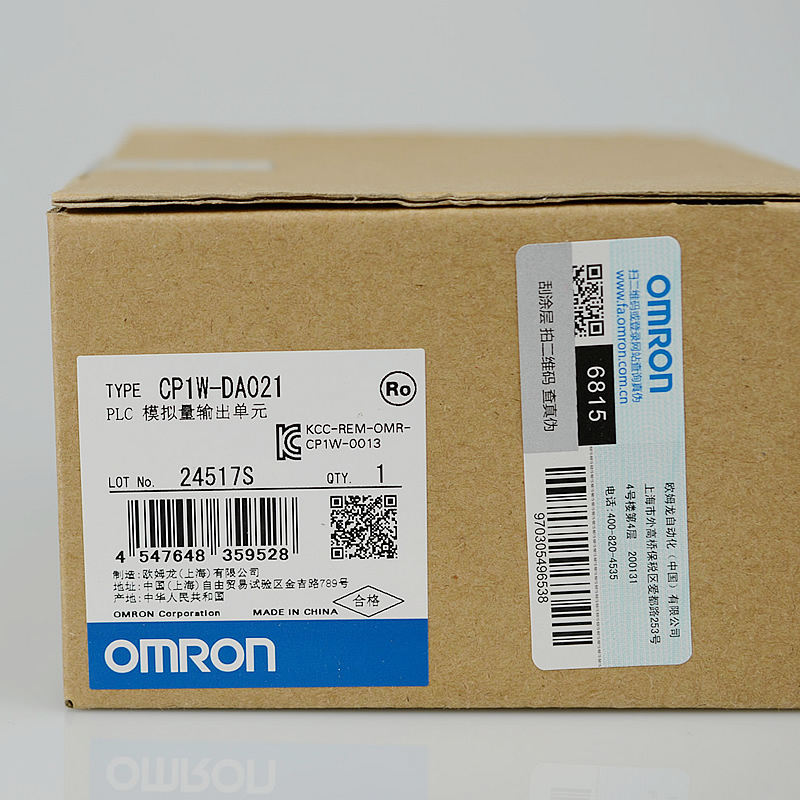 TYPE CP1W-DA021
Ro
PLC 模拟量输出单元
KCC-REM-OMR-
CP1W-0013
LOT No. 24517S QTY. 1
4 547648 359528
制造:欧姆龙(上海)有限公司
地址:中国(上海)自由贸易试验区金吉路789号
产地:中华人民共和国
OMRON Corporation MADE IN CHINA
合格
OMRON
OMRON
扫二维码或登录网站查询真伪
www.fa.omron.com.cn
6815
刮涂层 扫二维码 查真伪
欧姆龙自动化(中国)有限公司
上海市外高桥保税区爱都路253号
4号楼第4层 200131
电话:400-820-4535
970305496538